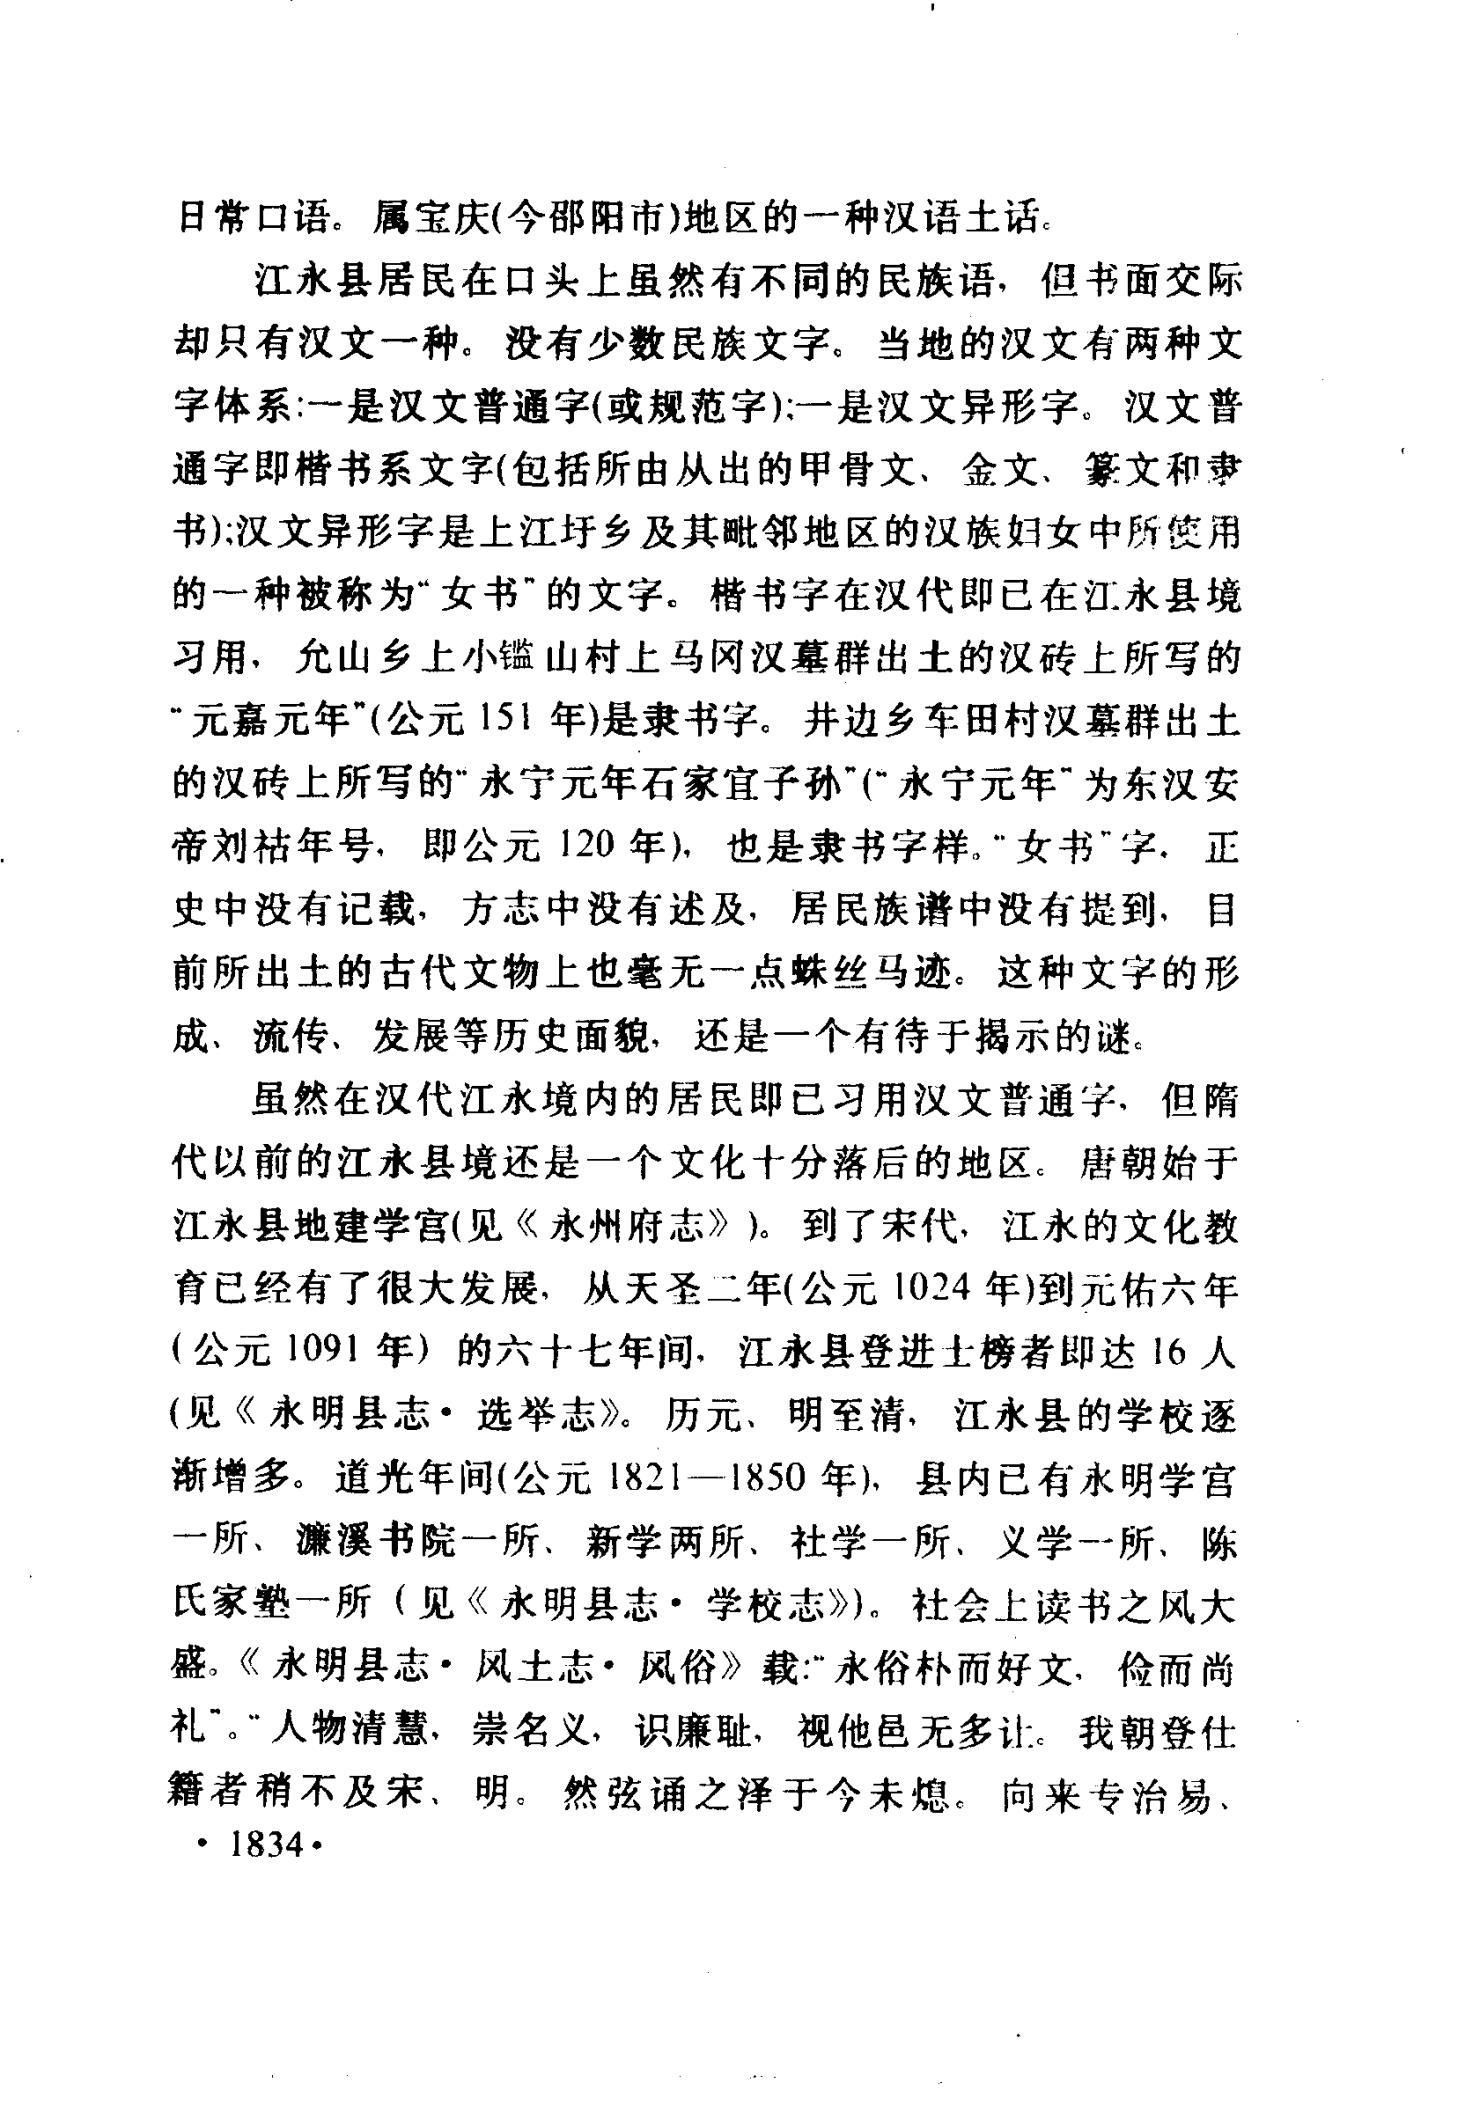 日常口语。属宝庆(今邵阳市)地区的一种汉语土话。
江永县居民在口头上虽然有不同的民族语，但书面交际
却只有汉文一种。没有少数民族文字。当地的汉文有两种文
字体系:一是汉文普通字(或规范字);一是汉文异形字。汉文普
通字即楷书系文字(包括所由从出的甲骨文、金文、篆文和隶
书);汉文异形字是上江圩乡及其毗邻地区的汉族妇女中所使用
的一种被称为“女书”的文字。楷书字在汉代即已在江永县境
习用，允山乡上小𰾄山村上马冈汉墓群出土的汉砖上所写的
“元嘉元年”(公元 151 年)是隶书字。井边乡车田村汉墓群出土
的汉砖上所写的“永宁元年石家宜子孙”(“永宁元年”为东汉安
帝刘祜年号，即公元 120 年)，也是隶书字样。“女书”字，正
史中没有记载，方志中没有述及，居民族谱中没有提到，目
前所出土的古代文物上也毫无一点蛛丝马迹。这种文字的形
成、流传、发展等历史面貌，还是一个有待于揭示的谜。
虽然在汉代江永境内的居民即已习用汉文普通字，但隋
代以前的江永县境还是一个文化十分落后的地区。唐朝始于
江永县地建学宫(见《永州府志》)。到了宋代，江永的文化教
育已经有了很大发展，从天圣二年(公元 1024 年)到元佑六年
(公元 1091 年) 的六十七年间，江永县登进士榜者即达 16 人
(见《永明县志·选举志》。历元、明至清，江永县的学校逐
渐增多。道光年间(公元 1821—1850 年)，县内已有永明学宫
一所、濂溪书院一所、新学两所、社学一所、义学一所、陈
氏家塾一所 (见《永明县志·学校志》)。社会上读书之风大
盛。《永明县志·风土志·风俗》载:“永俗朴而好文，俭而尚
礼”。“人物清慧，崇名义，识廉耻，视他邑无多让。我朝登仕
籍者稍不及宋、明。然弦诵之泽于今未熄。向来专治易、
·1834·